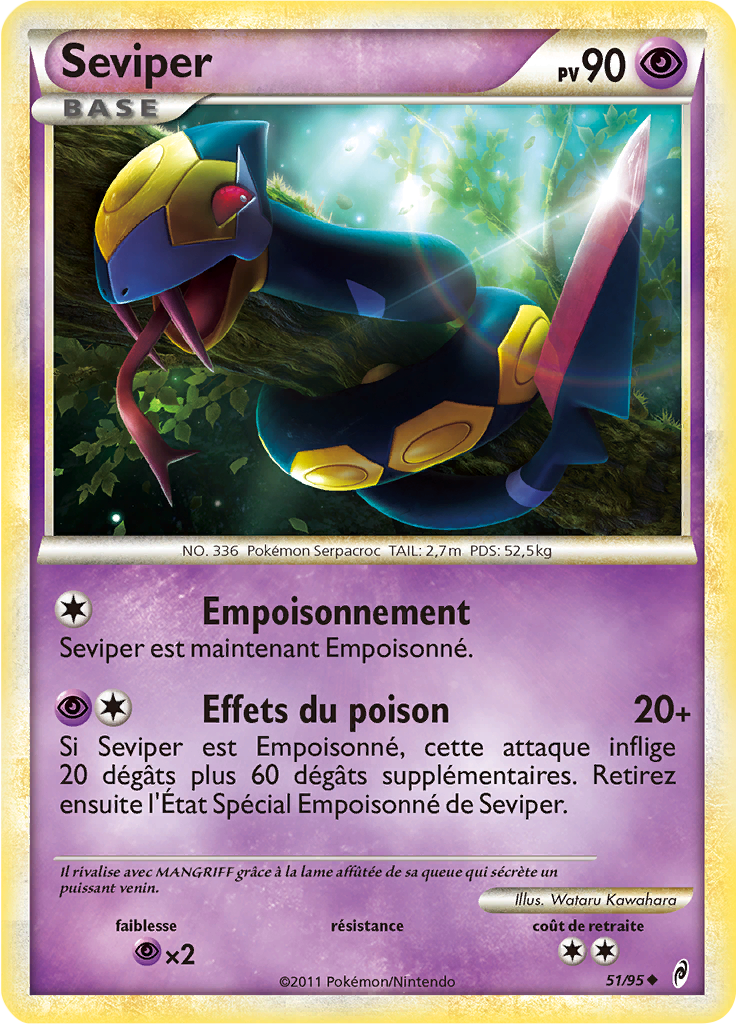 Seviper
PV 90
BASE
NO. 336 Pokémon Serpacroc TAIL: 2,7m PDS: 52,5kg
Empoisonnement
Seviper est maintenant Empoisonné.
Effets du poison 20+
Si Seviper est Empoisonné, cette attaque inflige
20 dégâts plus 60 dégâts supplémentaires. Retirez
ensuite l'État Spécial Empoisonné de Seviper.
Il rivalise avec MANGRIFF grâce à la lame affûtée de sa queue qui sécrète un
puissant venin.
Illus. Wataru Kawahara
faiblesse résistance coût de retraite
×2
©2011 Pokémon/Nintendo
51/95